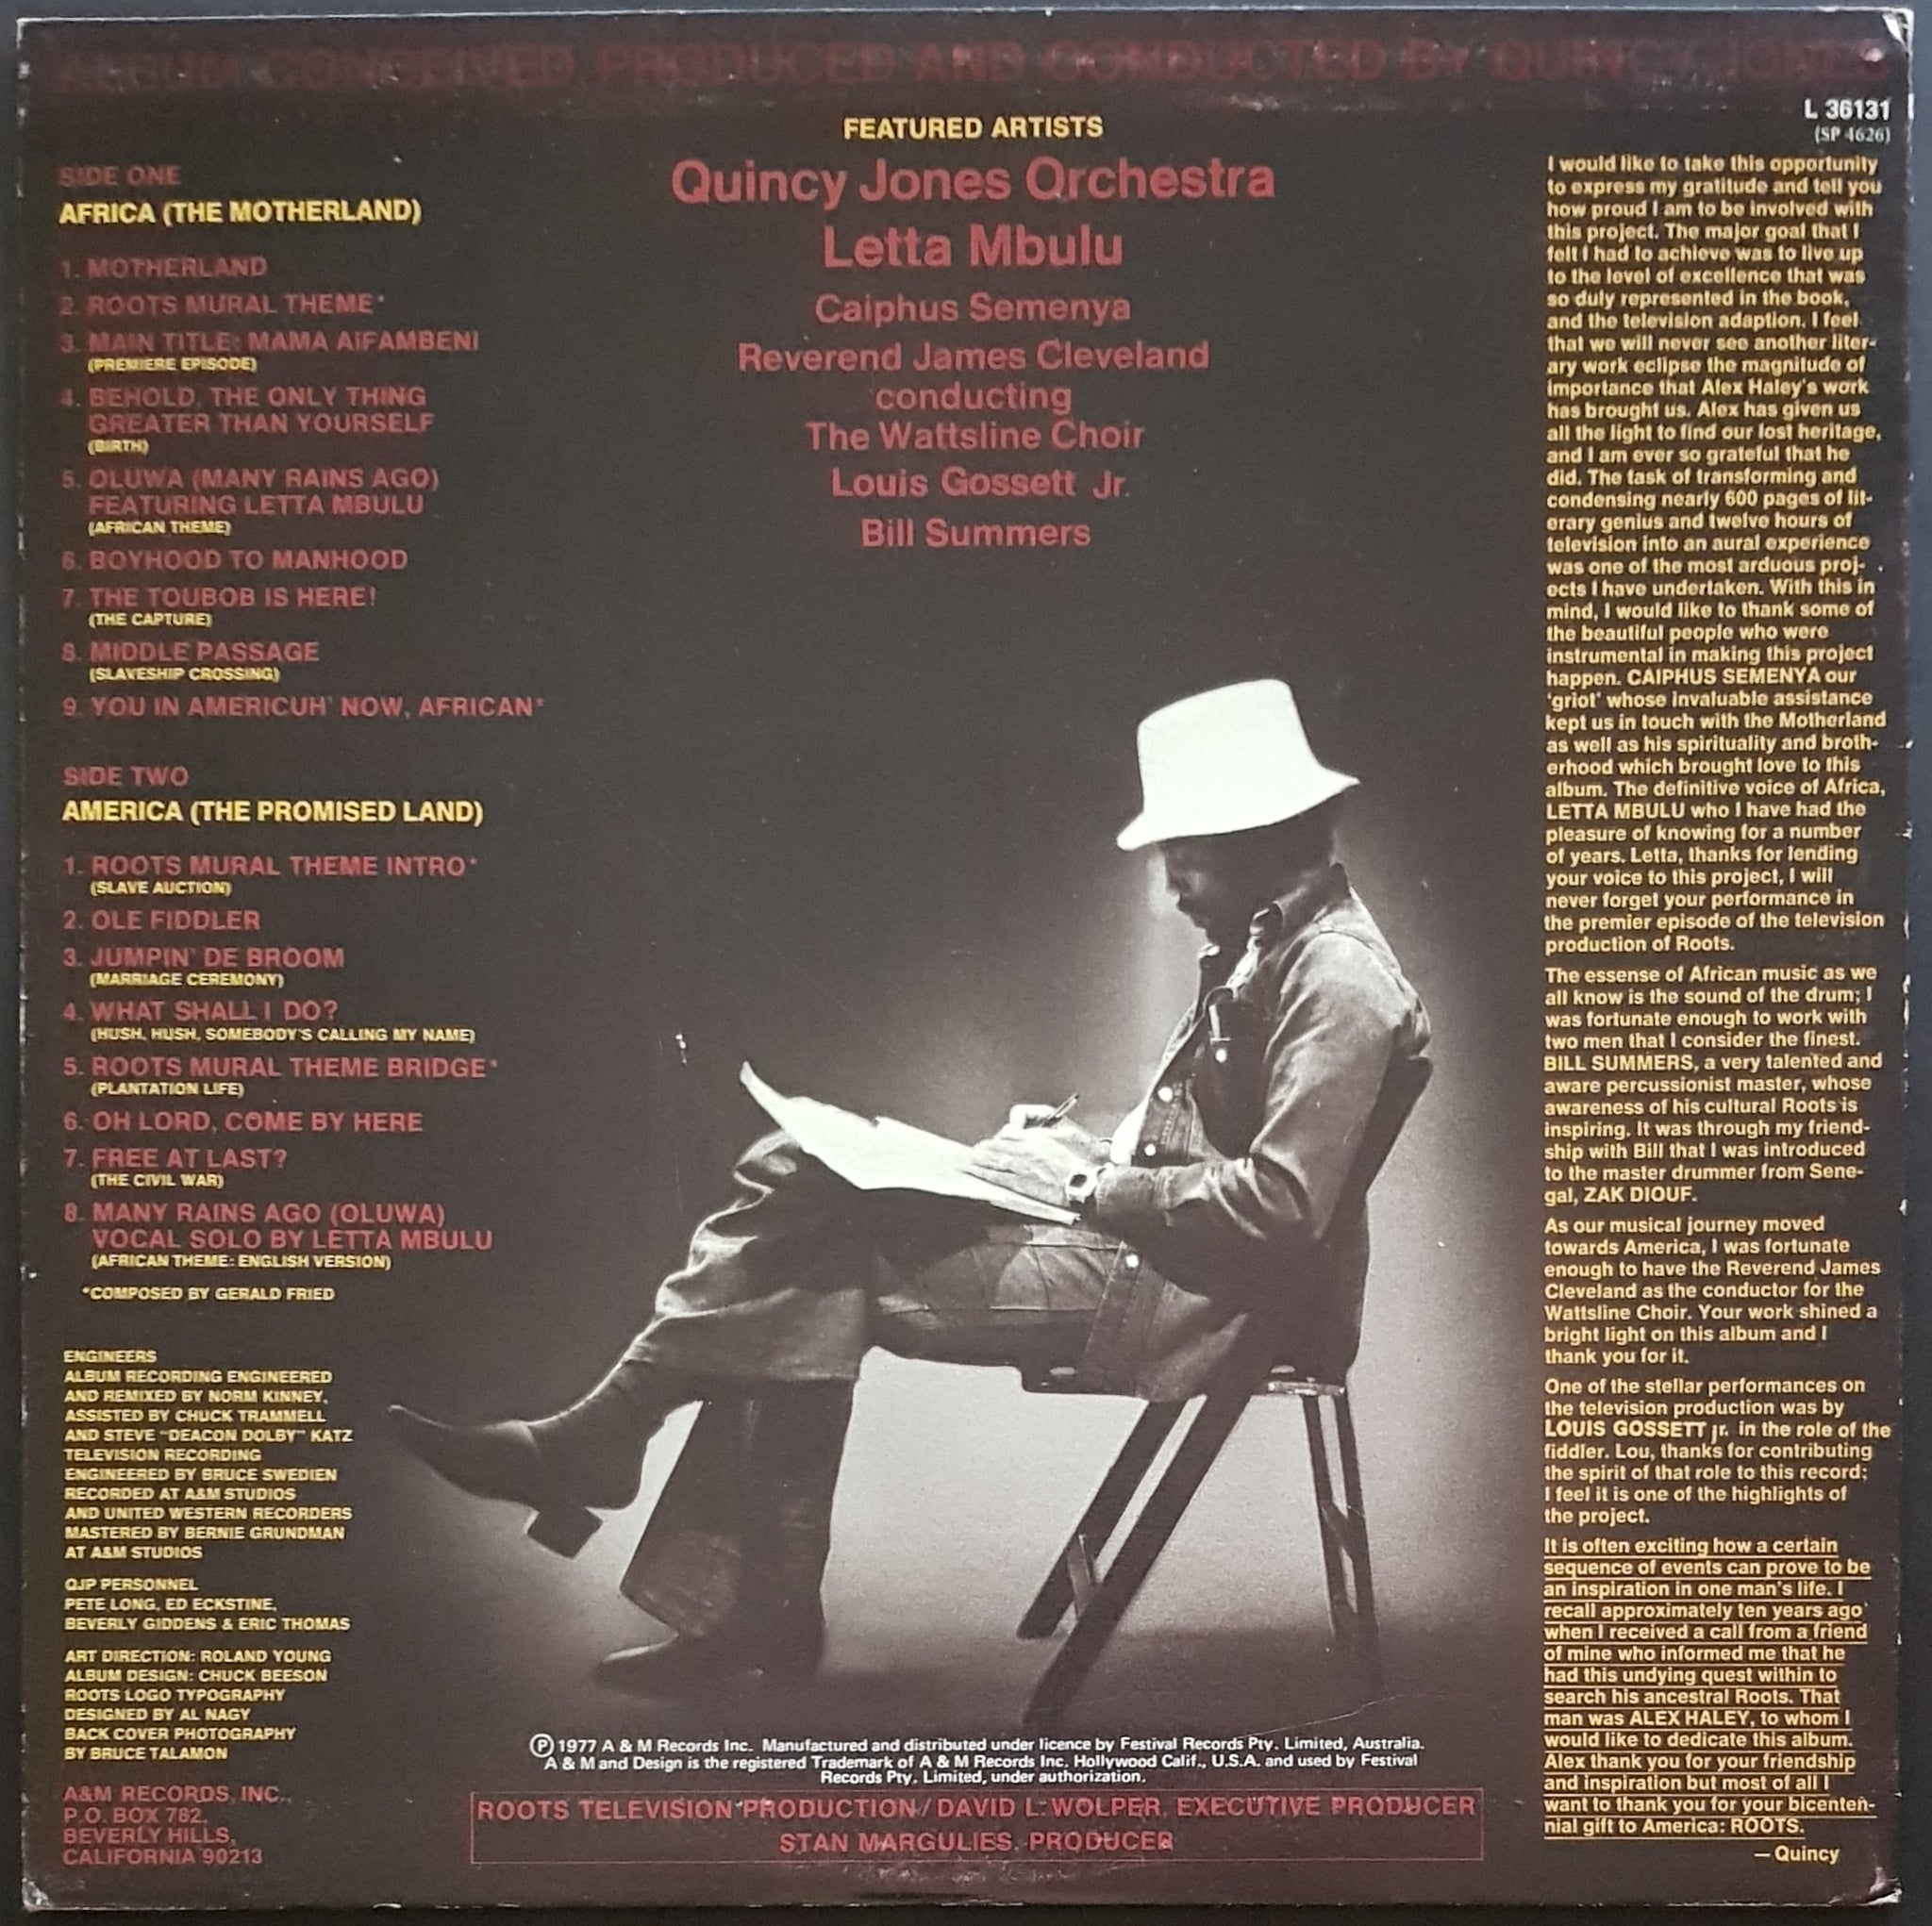 ALBUM CONCEIVED, PRODUCED AND CONDUCTED BY QUINCY JONES
L 36131
(SP 4626)
FEATURED ARTISTS
Quincy Jones Orchestra
Letta Mbulu
Caiphus Semenya
Reverend James Cleveland
conducting
The Wattsline Choir
Louis Gossett Jr.
Bill Summers
SIDE ONE
AFRICA (THE MOTHERLAND)
1. MOTHERLAND
2. ROOTS MURAL THEME*
3. MAIN TITLE: MAMA AIFAMBENI
(PREMIERE EPISODE)
4. BEHOLD, THE ONLY THING
GREATER THAN YOURSELF
(BIRTH)
5. OLUWA (MANY RAINS AGO)
FEATURING LETTA MBULU
(AFRICAN THEME)
6. BOYHOOD TO MANHOOD
7. THE TOUBOB IS HERE!
(THE CAPTURE)
8. MIDDLE PASSAGE
(SLAVESHIP CROSSING)
9. YOU IN AMERICUH' NOW, AFRICAN*
SIDE TWO
AMERICA (THE PROMISED LAND)
1. ROOTS MURAL THEME INTRO*
(SLAVE AUCTION)
2. OLE FIDDLER
3. JUMPIN' DE BROOM
(MARRIAGE CEREMONY)
4. WHAT SHALL I DO?
(HUSH, HUSH, SOMEBODY'S CALLING MY NAME)
5. ROOTS MURAL THEME BRIDGE*
(PLANTATION LIFE)
6. OH LORD, COME BY HERE
7. FREE AT LAST?
(THE CIVIL WAR)
8. MANY RAINS AGO (OLUWA)
VOCAL SOLO BY LETTA MBULU
(AFRICAN THEME: ENGLISH VERSION)
*COMPOSED BY GERALD FRIED
ENGINEERS
ALBUM RECORDING ENGINEERED
AND REMIXED BY NORM KINNEY,
ASSISTED BY CHUCK TRAMMELL
AND STEVE "DEACON DOLBY" KATZ
TELEVISION RECORDING
ENGINEERED BY BRUCE SWEDIEN
RECORDED AT A&M STUDIOS
AND UNITED WESTERN RECORDERS
MASTERED BY BERNIE GRUNDMAN
AT A&M STUDIOS
QJP PERSONNEL
PETE LONG, ED ECKSTINE,
BEVERLY GIDDENS & ERIC THOMAS
ART DIRECTION: ROLAND YOUNG
ALBUM DESIGN: CHUCK BEESON
ROOTS LOGO TYPOGRAPHY
DESIGNED BY AL NAGY
BACK COVER PHOTOGRAPHY
BY BRUCE TALAMON
A&M RECORDS, INC.,
P.O. BOX 782,
BEVERLY HILLS,
CALIFORNIA 90213
I would like to take this opportunity
to express my gratitude and tell you
how proud I am to be involved with
this project. The major goal that I
felt I had to achieve was to live up
to the level of excellence that was
so duly represented in the book,
and the television adaption. I feel
that we will never see another liter-
ary work eclipse the magnitude of
importance that Alex Haley's work
has brought us. Alex has given us
all the light to find our lost heritage,
and I am ever so grateful that he
did. The task of transforming and
condensing nearly 600 pages of lit-
erary genius and twelve hours of
television into an aural experience
was one of the most arduous proj-
ects I have undertaken. With this in
mind, I would like to thank some of
the beautiful people who were
instrumental in making this project
happen. CAIPHUS SEMENYA our
'griot' whose invaluable assistance
kept us in touch with the Motherland
as well as his spirituality and broth-
erhood which brought love to this
album. The definitive voice of Africa,
LETTA MBULU who I have had the
pleasure of knowing for a number
of years. Letta, thanks for lending
your voice to this project, I will
never forget your performance in
the premier episode of the television
production of Roots.
The essense of African music as we
all know is the sound of the drum; I
was fortunate enough to work with
two men that I consider the finest.
BILL SUMMERS, a very talented and
aware percussionist master, whose
awareness of his cultural Roots is
inspiring. It was through my friend-
ship with Bill that I was introduced
to the master drummer from Sene-
gal, ZAK DIOUF.
As our musical journey moved
towards America, I was fortunate
enough to have the Reverend James
Cleveland as the conductor for the
Wattsline Choir. Your work shined a
bright light on this album and I
thank you for it.
One of the stellar performances on
the television production was by
LOUIS GOSSETT jr. in the role of the
fiddler. Lou, thanks for contributing
the spirit of that role to this record;
I feel it is one of the highlights of
the project.
It is often exciting how a certain
sequence of events can prove to be
an inspiration in one man's life. I
recall approximately ten years ago
when I received a call from a friend
of mine who informed me that he
had this undying quest within to
search his ancestral Roots. That
man was ALEX HALEY, to whom I
would like to dedicate this album.
Alex thank you for your friendship
and inspiration but most of all I
want to thank you for your bicenten-
nial gift to America: ROOTS.
— Quincy
Ⓟ 1977 A & M Records Inc. Manufactured and distributed under licence by Festival Records Pty. Limited, Australia.
A & M and Design is the registered Trademark of A & M Records Inc. Hollywood Calif., U.S.A. and used by Festival
Records Pty. Limited, under authorization.
ROOTS TELEVISION PRODUCTION / DAVID L. WOLPER, EXECUTIVE PRODUCER
STAN MARGULIES, PRODUCER